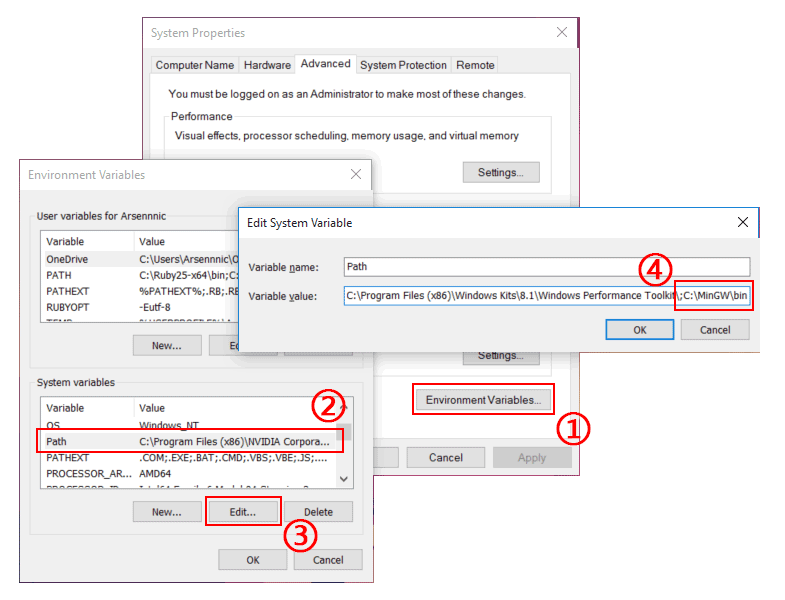 System Properties
Computer Name Hardware Advanced System Protection Remote
You must be logged on as an Administrator to make most of these changes.
Performance
Visual effects, processor scheduling, memory usage, and virtual memory
Settings...
Environment Variables
User variables for Arsennnic
Variable Value
OneDrive C:\Users\Arsennnic\O
PATH C:\Ruby25-x64\bin;C:
PATHEXT %PATHEXT%;.RB;.RB
RUBYOPT -Eutf-8
New...
Edit System Variable
Variable name: Path
④
Variable value: C:\Program Files (x86)\Windows Kits\8.1\Windows Performance Toolkit\;C:\MinGW\bin
OK Cancel
Settings...
Environment Variables...
①
Cancel Apply
System variables
②
Variable Value
OS Windows_NT
Path C:\Program Files (x86)\NVIDIA Corpora...
PATHEXT .COM;.EXE;.BAT;.CMD;.VBS;.VBE;.JS;....
PROCESSOR_AR... AMD64
New... Edit... Delete
③
OK Cancel